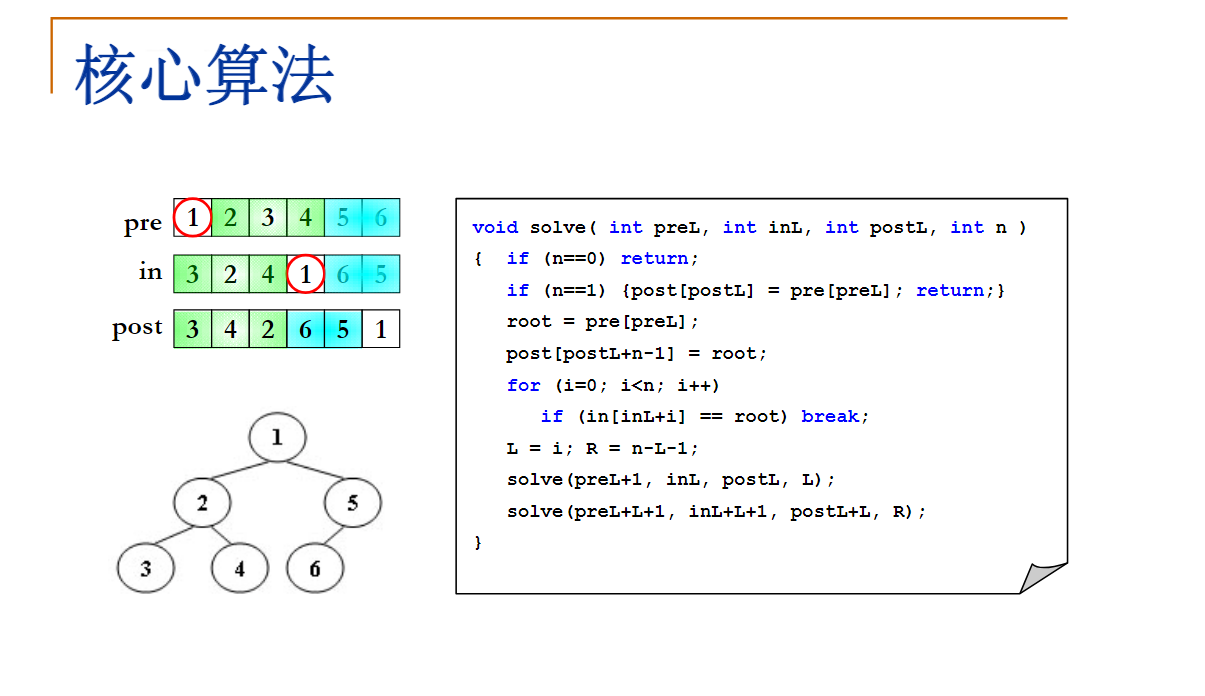 核心算法
pre 1 2 3 4 5 6
in 3 2 4 1 6 5
post 3 4 2 6 5 1
1
2 5
3 4 6
void solve( int preL, int inL, int postL, int n )
{ if (n==0) return;
if (n==1) {post[postL] = pre[preL]; return;}
root = pre[preL];
post[postL+n-1] = root;
for (i=0; i<n; i++)
if (in[inL+i] == root) break;
L = i; R = n-L-1;
solve(preL+1, inL, postL, L);
solve(preL+L+1, inL+L+1, postL+L, R);
}